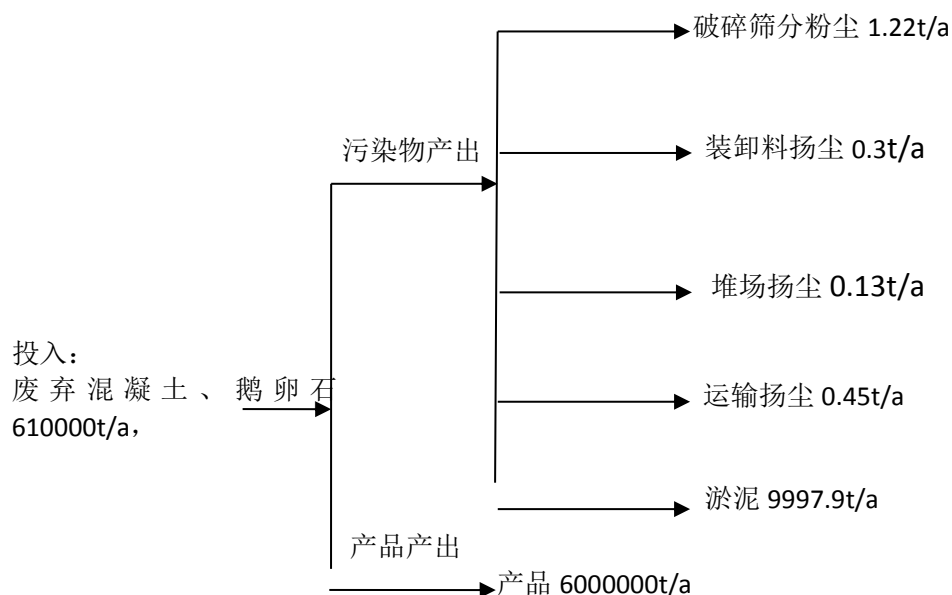 破碎筛分粉尘 1.22t/a
污染物产出
装卸料扬尘 0.3t/a
堆场扬尘 0.13t/a
投入：
废弃混凝土、鹅卵石
610000t/a，
运输扬尘 0.45t/a
淤泥 9997.9t/a
产品产出
产品 6000000t/a